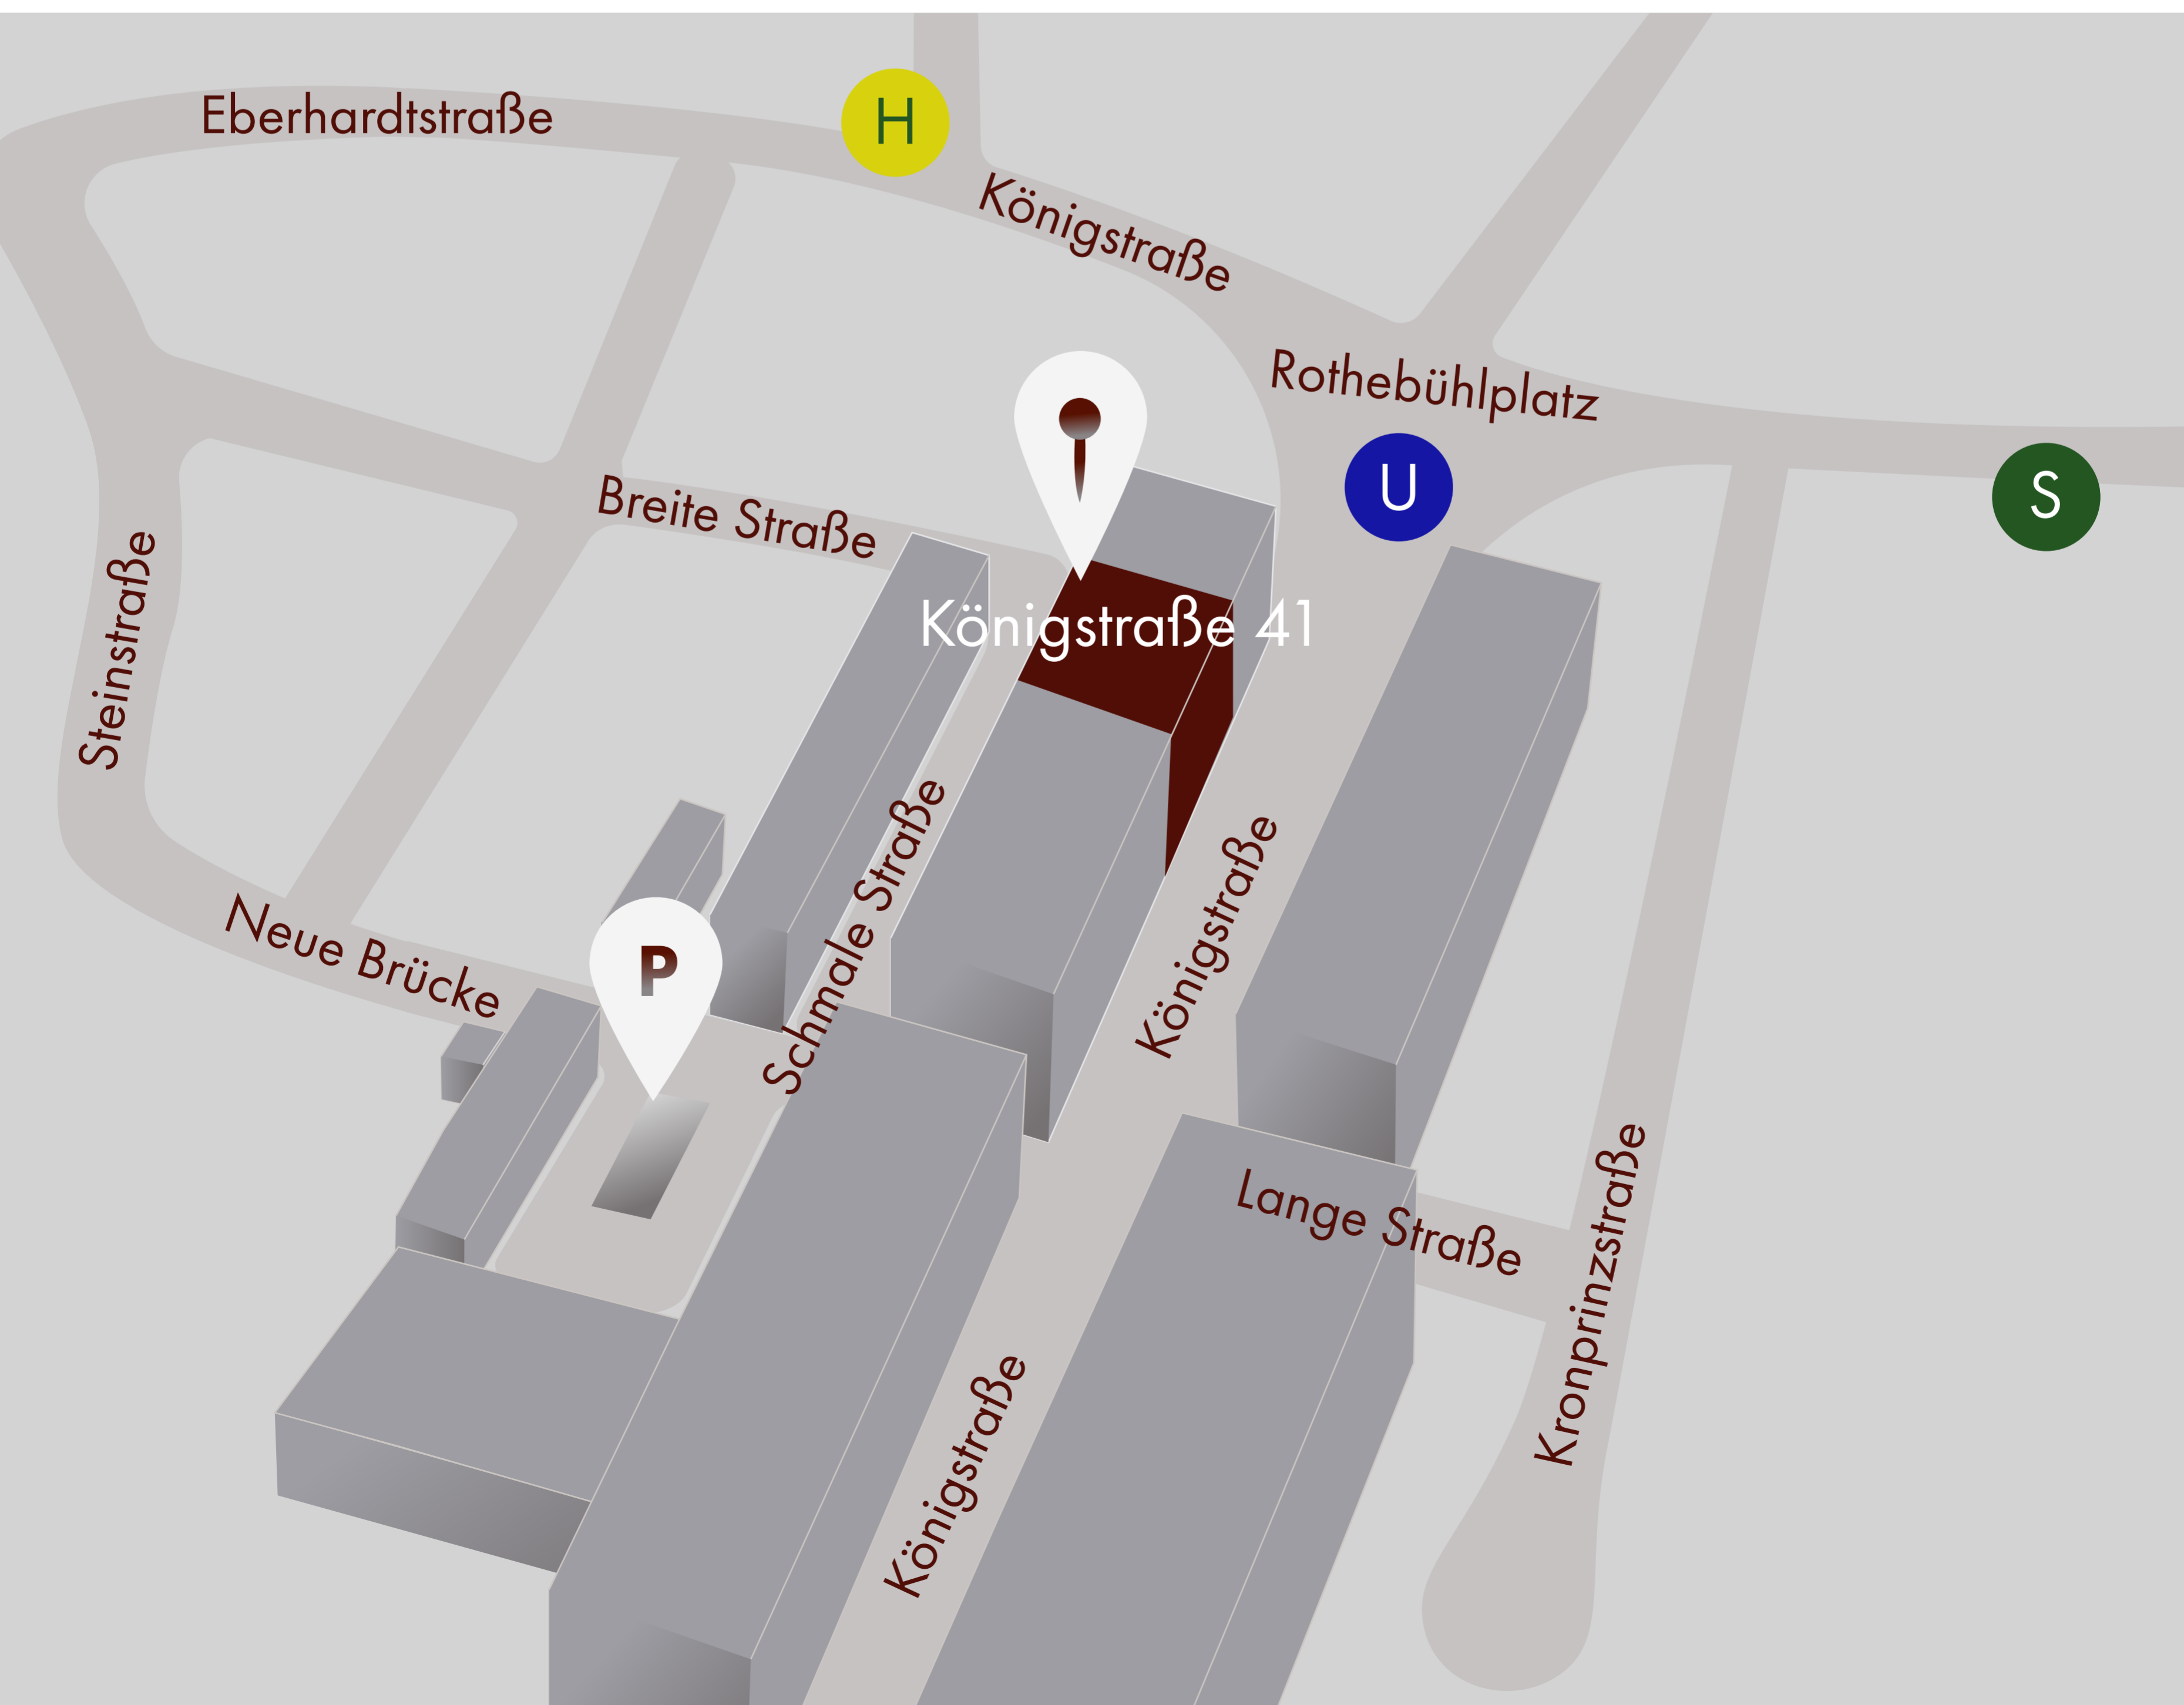 Eberhardtstraße
H
Königstraße
Rothebühlplatz
U
S
Breite Straße
Königstraße 41
Steinstraße
Schmale Straße
Königstraße
Neue Brücke
P
Lange Straße
Kronprinzstraße
Königstraße